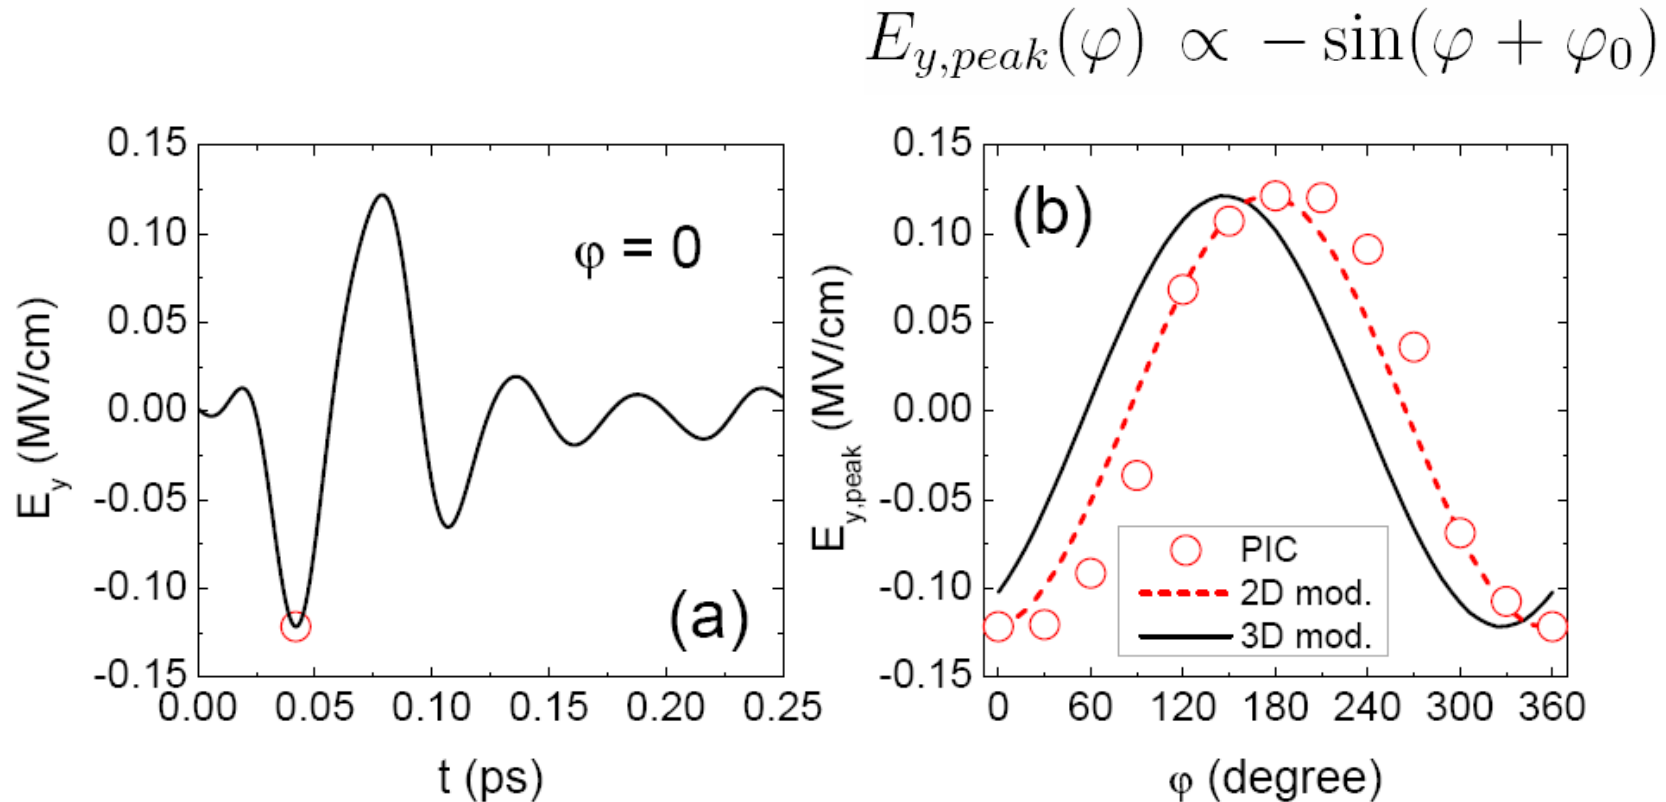 E_{y,peak}(φ) ∝ − sin(φ + φ_0)
0.15
0.10
0.05
0.00
-0.05
-0.10
-0.15
E_y (MV/cm)
φ = 0
(a)
0.00 0.05 0.10 0.15 0.20 0.25
t (ps)
0.15
0.10
0.05
0.00
-0.05
-0.10
-0.15
E_{y,peak} (MV/cm)
(b)
PIC
2D mod.
3D mod.
0 60 120 180 240 300 360
φ (degree)